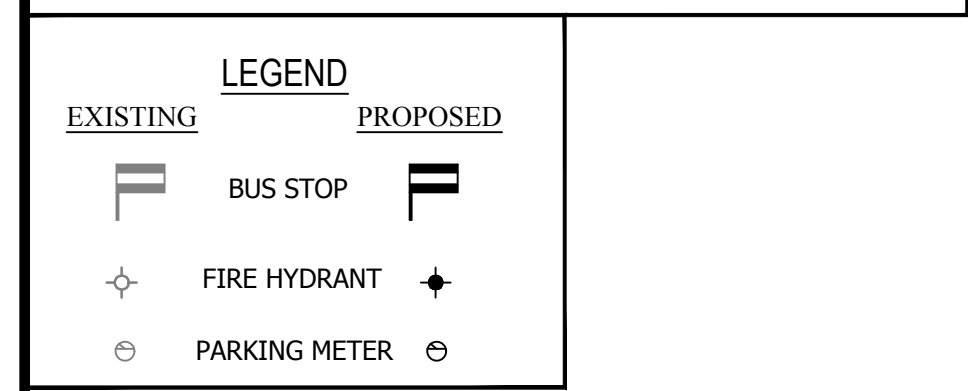 LEGEND
EXISTING PROPOSED
BUS STOP
FIRE HYDRANT
PARKING METER